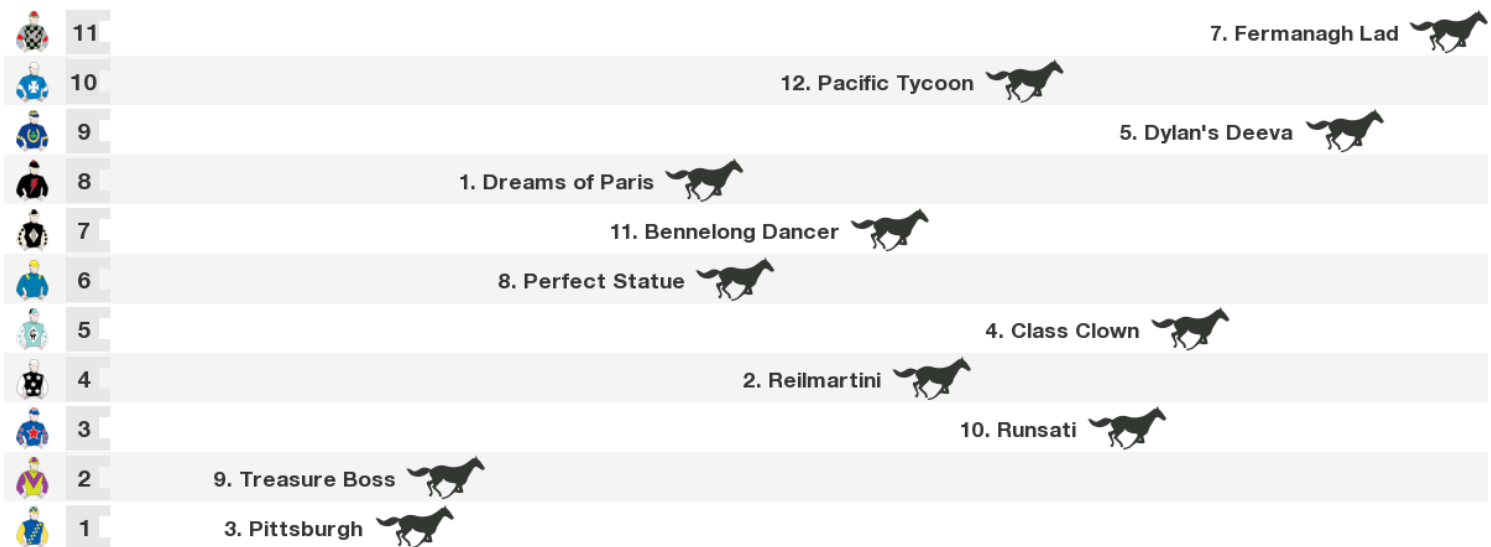 11 7. Fermanagh Lad
10 12. Pacific Tycoon
9 5. Dylan's Deeva
8 1. Dreams of Paris
7 11. Bennelong Dancer
6 8. Perfect Statue
5 4. Class Clown
4 2. Reilmartini
3 10. Runsati
2 9. Treasure Boss
1 3. Pittsburgh